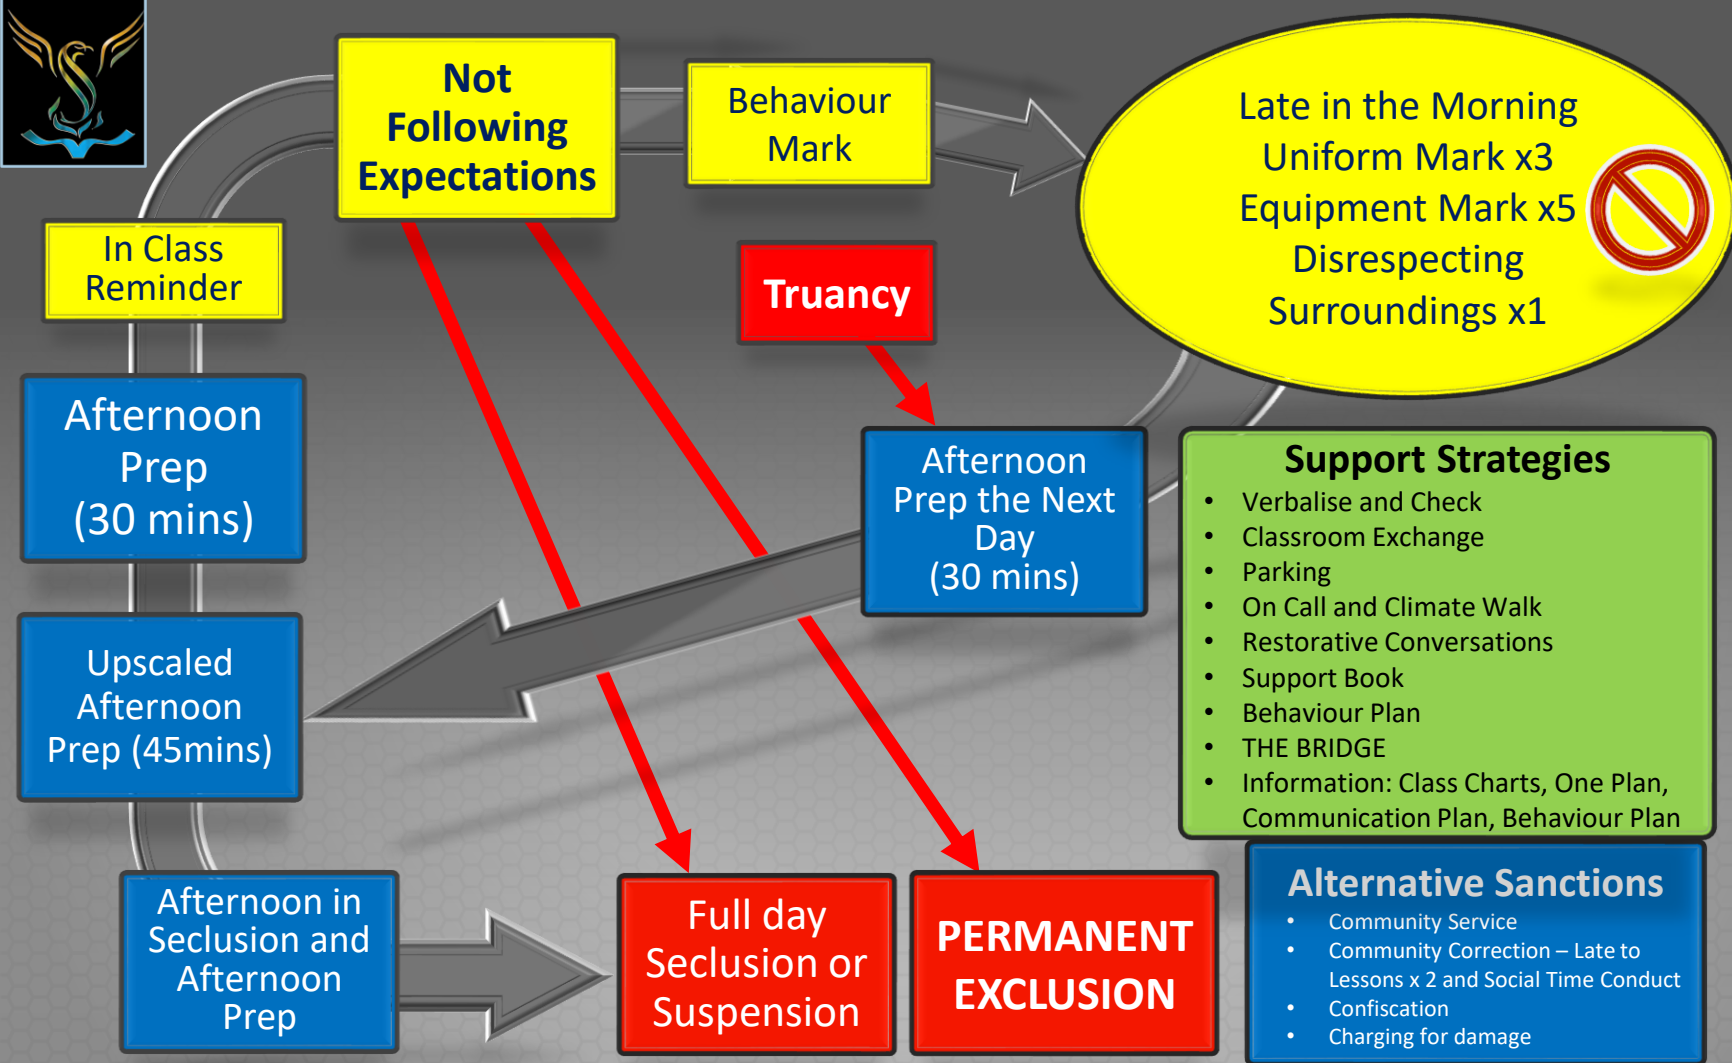 Not
Following
Expectations
Behaviour
Mark
Late in the Morning
Uniform Mark x3
Equipment Mark x5
Disrespecting
Surroundings x1
In Class
Reminder
Truancy
Afternoon
Prep
(30 mins)
Afternoon
Prep the Next
Day
(30 mins)
Support Strategies
• Verbalise and Check
• Classroom Exchange
• Parking
• On Call and Climate Walk
• Restorative Conversations
• Support Book
• Behaviour Plan
• THE BRIDGE
• Information: Class Charts, One Plan,
Communication Plan, Behaviour Plan
Upscaled
Afternoon
Prep (45mins)
Afternoon in
Seclusion and
Afternoon
Prep
Full day
Seclusion or
Suspension
PERMANENT
EXCLUSION
Alternative Sanctions
• Community Service
• Community Correction – Late to
Lessons x 2 and Social Time Conduct
• Confiscation
• Charging for damage